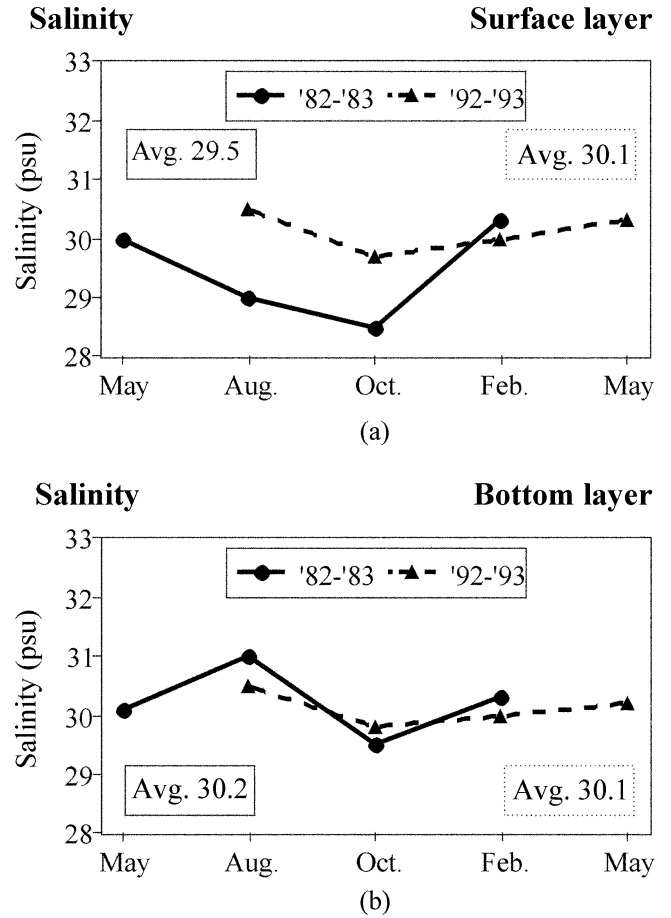 Salinity Surface layer
33
'82-'83 '92-'93
32
Avg. 29.5 Avg. 30.1
31
30
29
28
Salinity (psu)
May Aug. Oct. Feb. May
(a)
Salinity Bottom layer
33
'82-'83 '92-'93
32
31
30
Avg. 30.2 Avg. 30.1
29
28
Salinity (psu)
May Aug. Oct. Feb. May
(b)